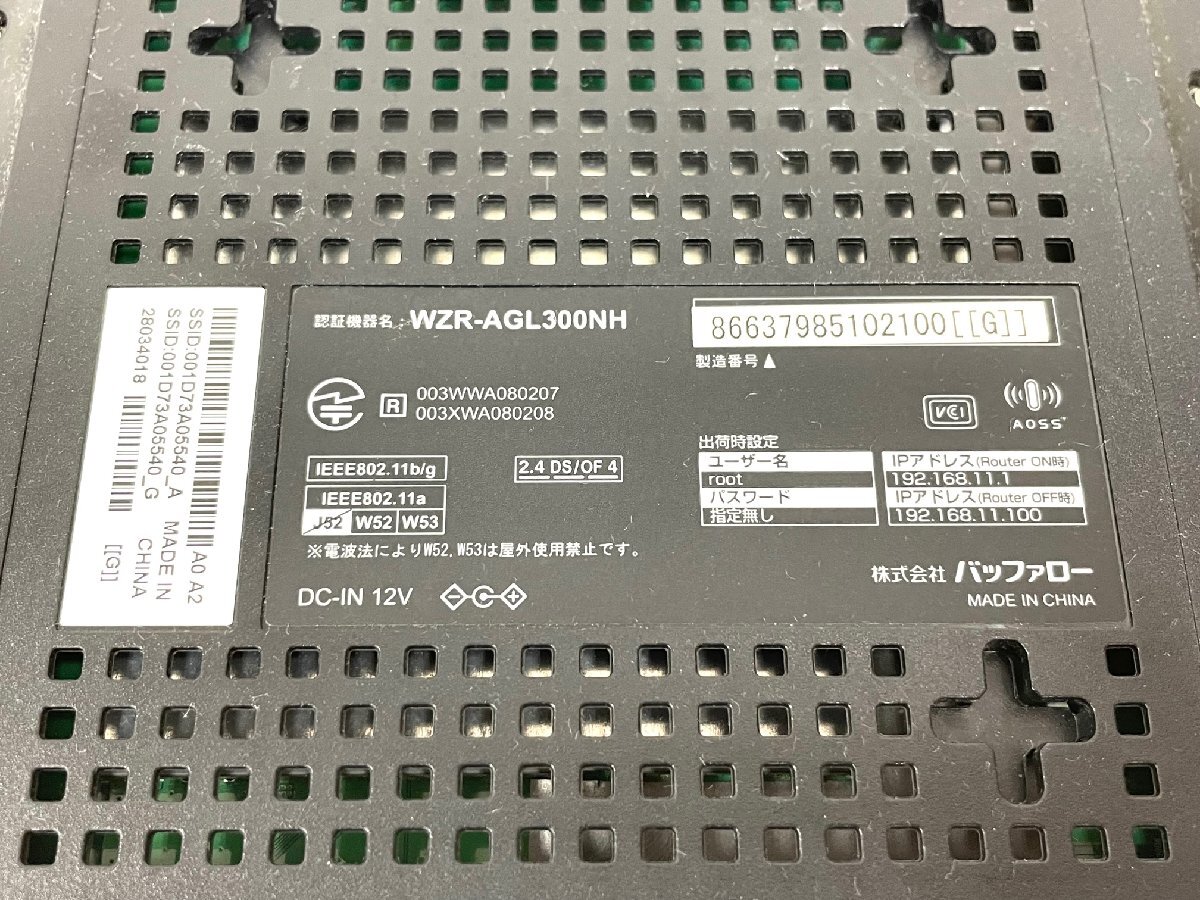 SSID:001D73A05540_A MADE IN
SSID:001D73A05540_G CHINA
28034018 [[G]]
A0 A2
認証機器名: WZR-AGL300NH
86637985102100[[G]]
製造番号▲
R 003WWA080207
003XWA080208
VCI
AOSS
IEEE802.11b/g
2.4 DS/OF 4
IEEE802.11a
J52 W52 W53
※電波法によりW52,W53は屋外使用禁止です。
DC-IN 12V
出荷時設定
ユーザー名
root
パスワード
指定無し
IPアドレス(Router ON時)
192.168.11.1
IPアドレス(Router OFF時)
192.168.11.100
株式会社 バッファロー
MADE IN CHINA